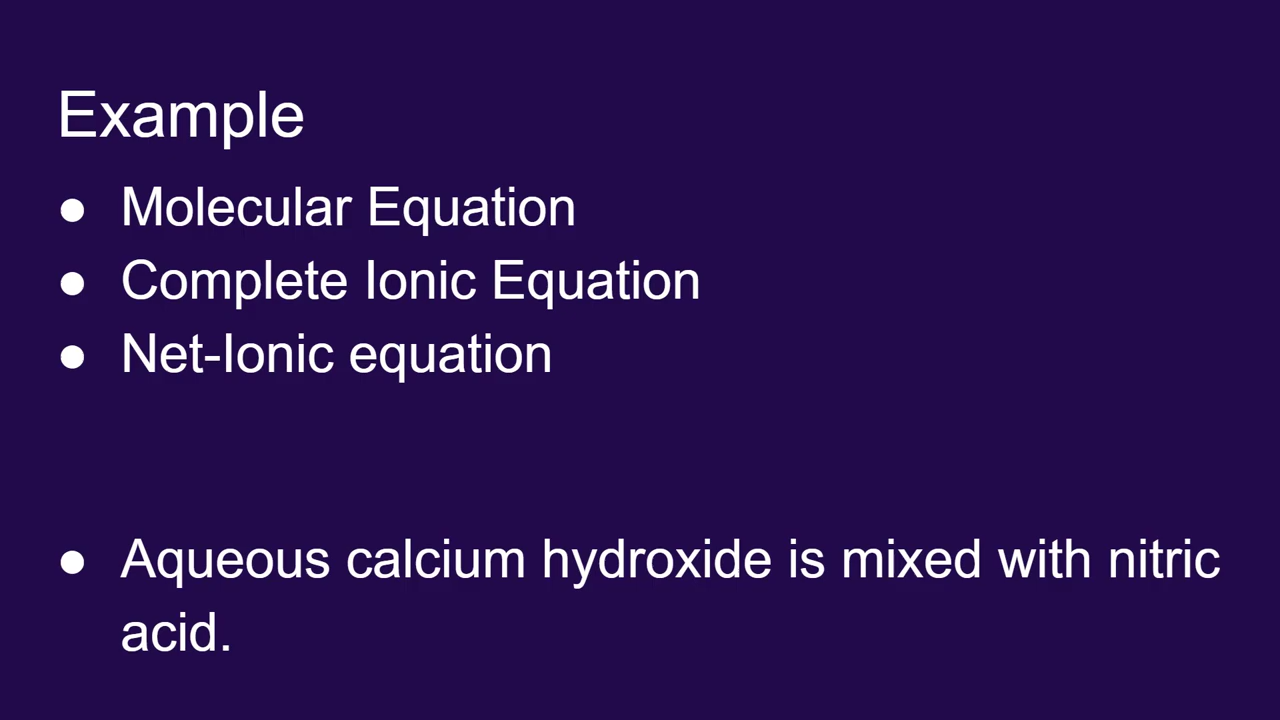 Example
● Molecular Equation
● Complete Ionic Equation
● Net-Ionic equation
● Aqueous calcium hydroxide is mixed with nitric
acid.